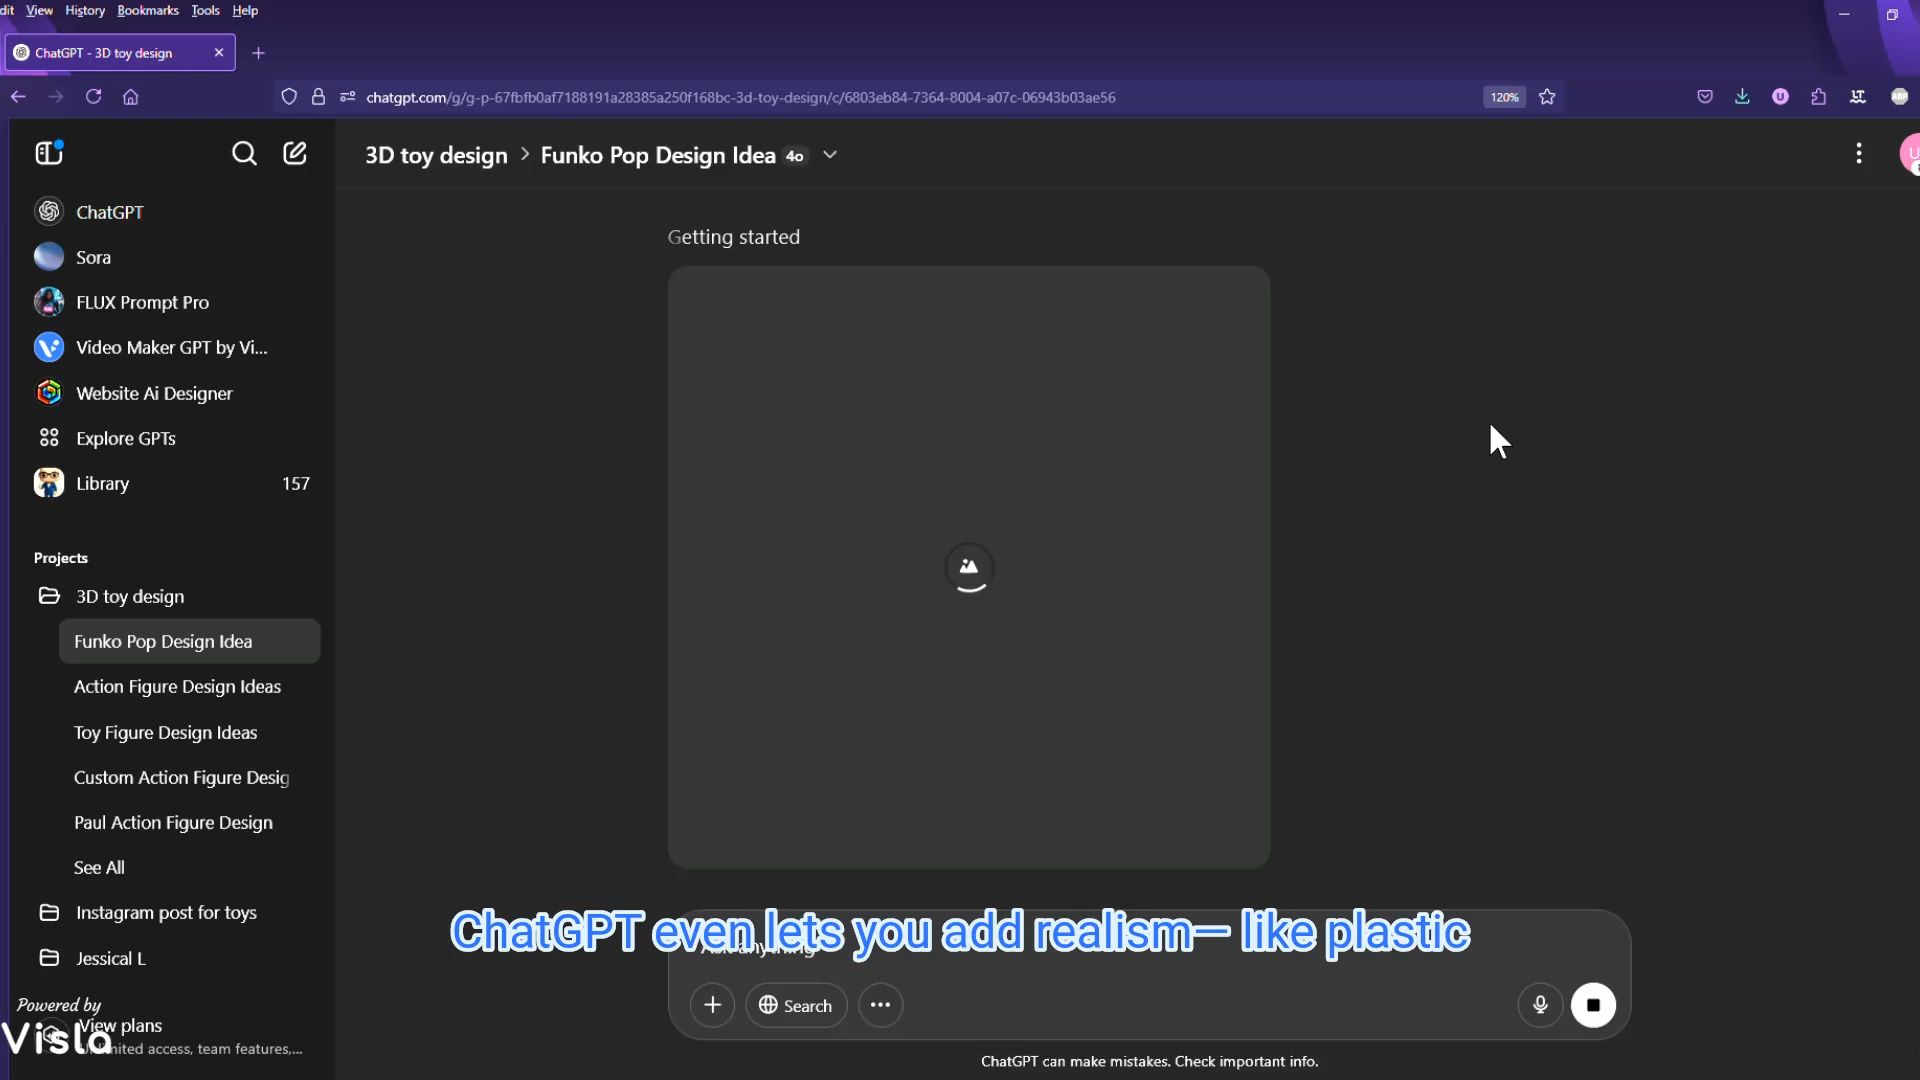 dit View History Bookmarks Tools Help
ChatGPT - 3D toy design
chatgpt.com/g/g-p-67fbfb0af7188191a28385a250f168bc-3d-toy-design/c/6803eb84-7364-8004-a07c-06943b03ae56
120%
3D toy design > Funko Pop Design Idea 4o
ChatGPT
Sora
FLUX Prompt Pro
Video Maker GPT by Vi...
Website Ai Designer
Explore GPTs
Library 157
Projects
3D toy design
Funko Pop Design Idea
Action Figure Design Ideas
Toy Figure Design Ideas
Custom Action Figure Desig
Paul Action Figure Design
See All
Instagram post for toys
Jessical L
Powered by
Visla
View plans
access, team features,...
Getting started
ChatGPT even lets you add realism— like plastic
Ask anything
Search
ChatGPT can make mistakes. Check important info.